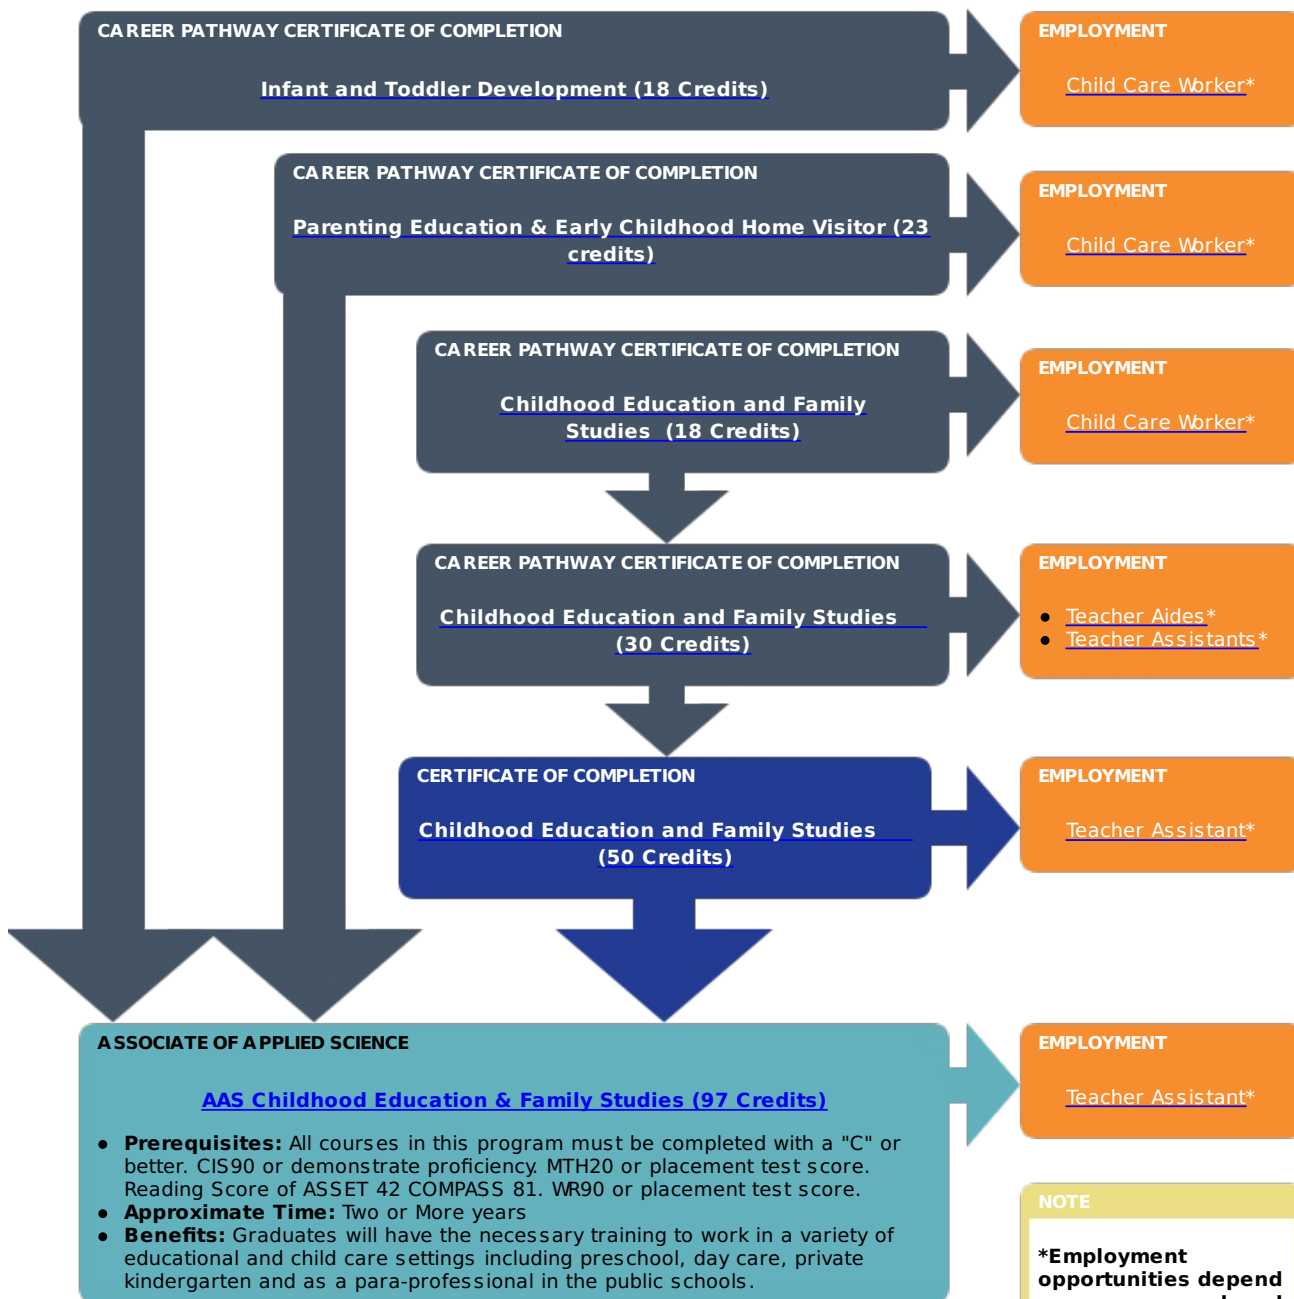 CAREER PATHWAY CERTIFICATE OF COMPLETION
Infant and Toddler Development (18 Credits)
EMPLOYMENT
Child Care Worker*
CAREER PATHWAY CERTIFICATE OF COMPLETION
Parenting Education & Early Childhood Home Visitor (23
credits)
EMPLOYMENT
Child Care Worker*
CAREER PATHWAY CERTIFICATE OF COMPLETION
Childhood Education and Family
Studies (18 Credits)
EMPLOYMENT
Child Care Worker*
CAREER PATHWAY CERTIFICATE OF COMPLETION
Childhood Education and Family Studies
(30 Credits)
EMPLOYMENT
● Teacher Aides*
● Teacher Assistants*
CERTIFICATE OF COMPLETION
Childhood Education and Family Studies
(50 Credits)
EMPLOYMENT
Teacher Assistant*
ASSOCIATE OF APPLIED SCIENCE
AAS Childhood Education & Family Studies (97 Credits)
● Prerequisites: All courses in this program must be completed with a "C" or
better. CIS90 or demonstrate proficiency. MTH20 or placement test score.
Reading Score of ASSET 42 COMPASS 81. WR90 or placement test score.
● Approximate Time: Two or More years
● Benefits: Graduates will have the necessary training to work in a variety of
educational and child care settings including preschool, day care, private
kindergarten and as a para-professional in the public schools.
EMPLOYMENT
Teacher Assistant*
NOTE
*Employment
opportunities depend